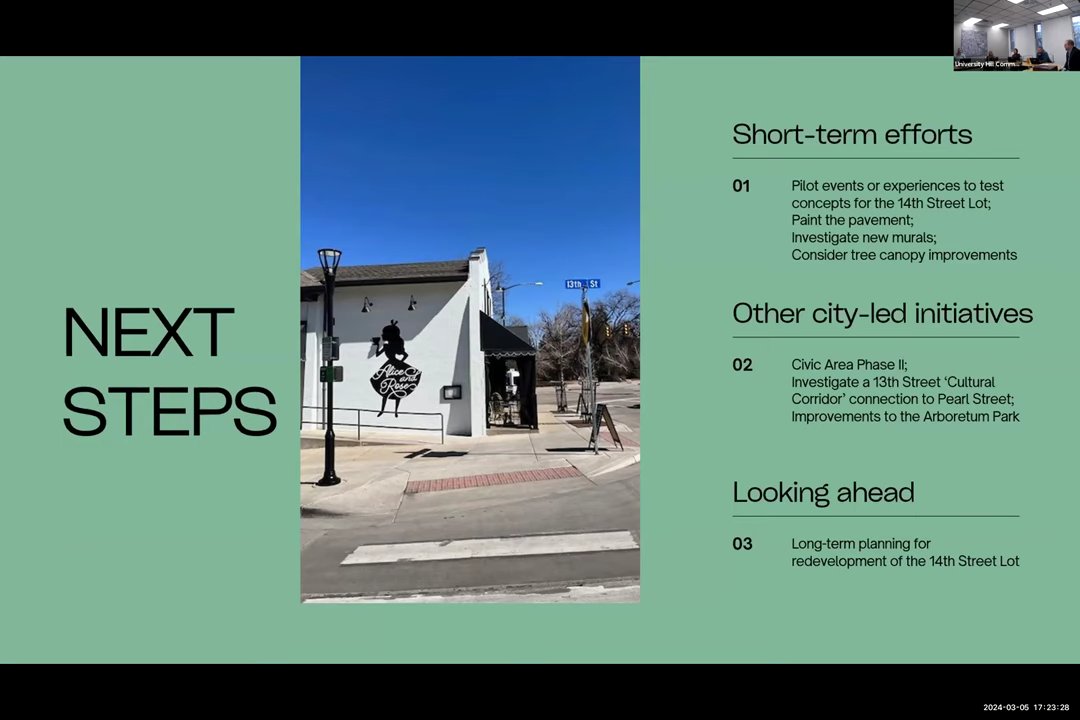 University Hill Comm...
NEXT
STEPS
13th St
Alice
and
Rose
Short-term efforts
01
Pilot events or experiences to test
concepts for the 14th Street Lot;
Paint the pavement;
Investigate new murals;
Consider tree canopy improvements
Other city-led initiatives
02
Civic Area Phase II;
Investigate a 13th Street ‘Cultural
Corridor’ connection to Pearl Street;
Improvements to the Arboretum Park
Looking ahead
03
Long-term planning for
redevelopment of the 14th Street Lot
2024-03-05 17:23:28